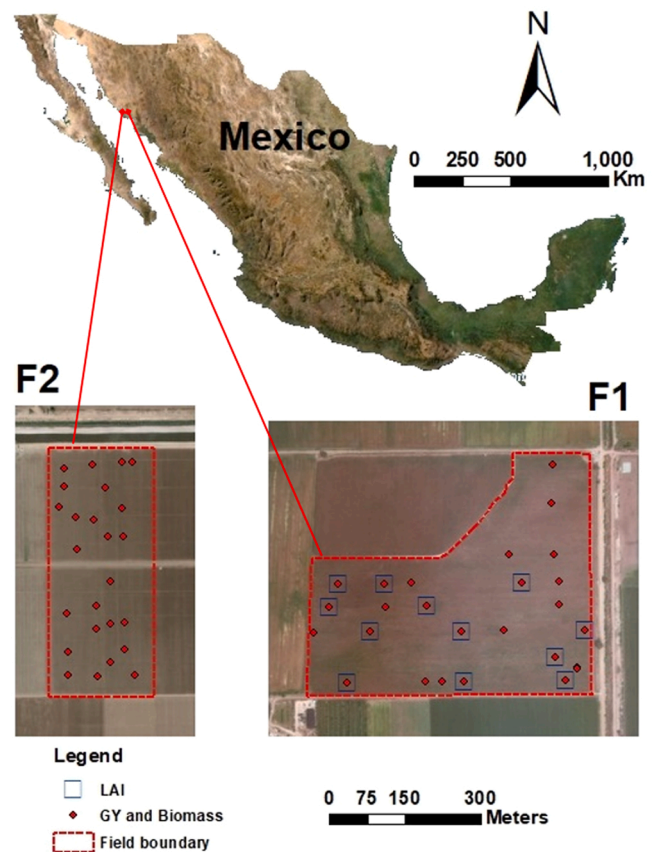 N
Mexico
0 250 500 1,000
Km
F2
F1
Legend
LAI
GY and Biomass
Field boundary
0 75 150 300
Meters